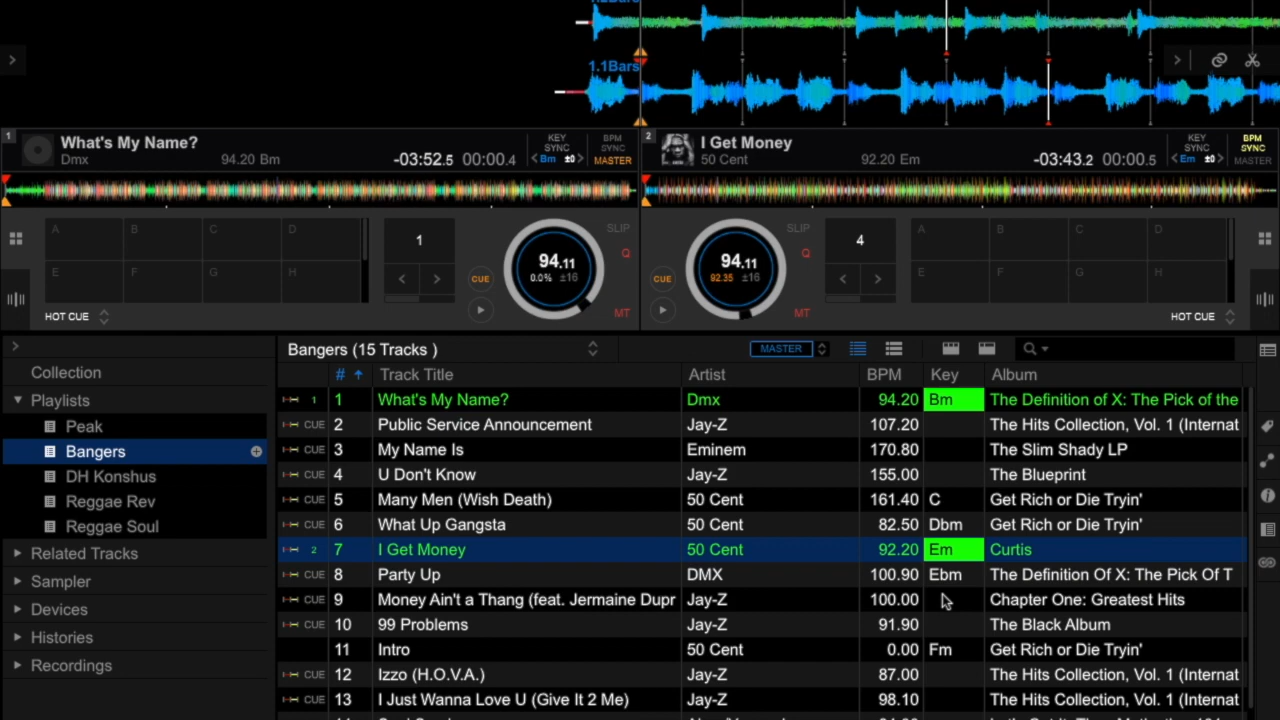 1.2Bars
1.1Bars
1 What's My Name? KEY SYNC BPM SYNC
Dmx 94.20 Bm -03:52.5 00:00.4 Bm ±0 MASTER
2 I Get Money KEY SYNC BPM SYNC
50 Cent 92.20 Em -03:43.2 00:00.5 Em ±0 MASTER
A B C D 1 SLIP
94.11 Q
E F G H CUE 0.0% ±16
HOT CUE MT
SLIP 4 A B C D
94.11 Q
CUE 92.35 ±16 E F G H
MT HOT CUE
Collection
Playlists
Peak
Bangers
DH Konshus
Reggae Rev
Reggae Soul
Related Tracks
Sampler
Devices
Histories
Recordings
Bangers (15 Tracks ) MASTER
# Track Title Artist BPM Key Album
1 1 What's My Name? Dmx 94.20 Bm The Definition of X: The Pick of the
CUE 2 Public Service Announcement Jay-Z 107.20 The Hits Collection, Vol. 1 (Internat
CUE 3 My Name Is Eminem 170.80 The Slim Shady LP
CUE 4 U Don't Know Jay-Z 155.00 The Blueprint
CUE 5 Many Men (Wish Death) 50 Cent 161.40 C Get Rich or Die Tryin'
CUE 6 What Up Gangsta 50 Cent 82.50 Dbm Get Rich or Die Tryin'
2 7 I Get Money 50 Cent 92.20 Em Curtis
CUE 8 Party Up DMX 100.90 Ebm The Definition Of X: The Pick Of T
CUE 9 Money Ain't a Thang (feat. Jermaine Dupr Jay-Z 100.00 Chapter One: Greatest Hits
CUE 10 99 Problems Jay-Z 91.90 The Black Album
11 Intro 50 Cent 0.00 Fm Get Rich or Die Tryin'
CUE 12 Izzo (H.O.V.A.) Jay-Z 87.00 The Hits Collection, Vol. 1 (Internat
CUE 13 I Just Wanna Love U (Give It 2 Me) Jay-Z 98.10 The Hits Collection, Vol. 1 (Internat